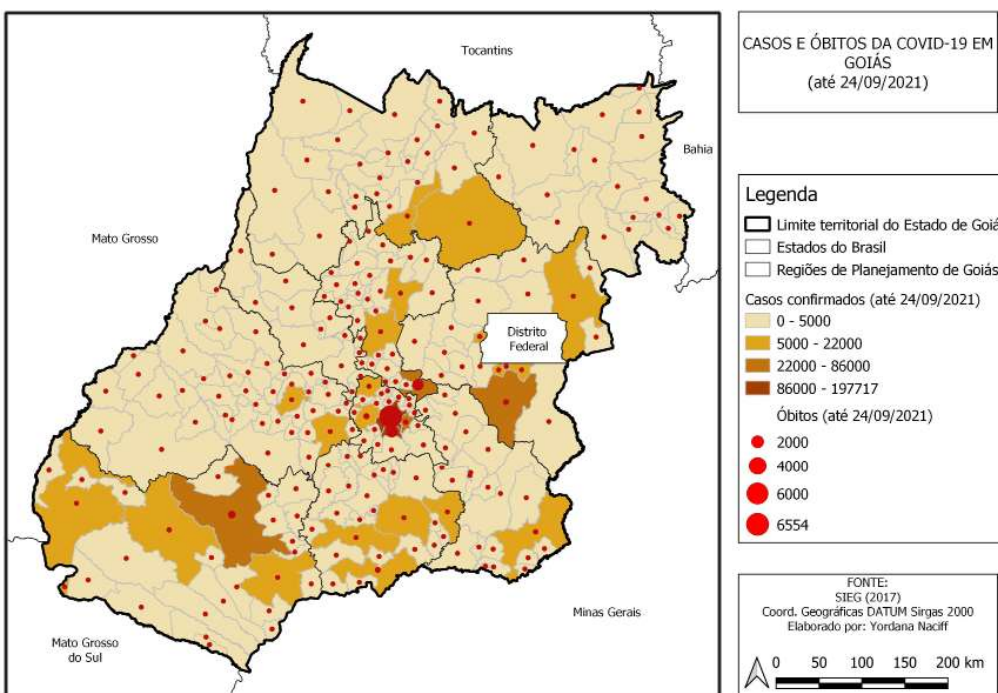 Tocantins
Bahia
Mato Grosso
Distrito
Federal
Minas Gerais
Mato Grosso
do Sul
CASOS E ÓBITOS DA COVID-19 EM
GOIÁS
(até 24/09/2021)
Legenda
Limite territorial do Estado de Goiá
Estados do Brasil
Regiões de Planejamento de Goiás
Casos confirmados (até 24/09/2021)
0 - 5000
5000 - 22000
22000 - 86000
86000 - 197717
Óbitos (até 24/09/2021)
2000
4000
6000
6554
FONTE:
SIEG (2017)
Coord. Geográficas DATUM Sirgas 2000
Elaborado por: Yordana Naciff
0 50 100 150 200 km